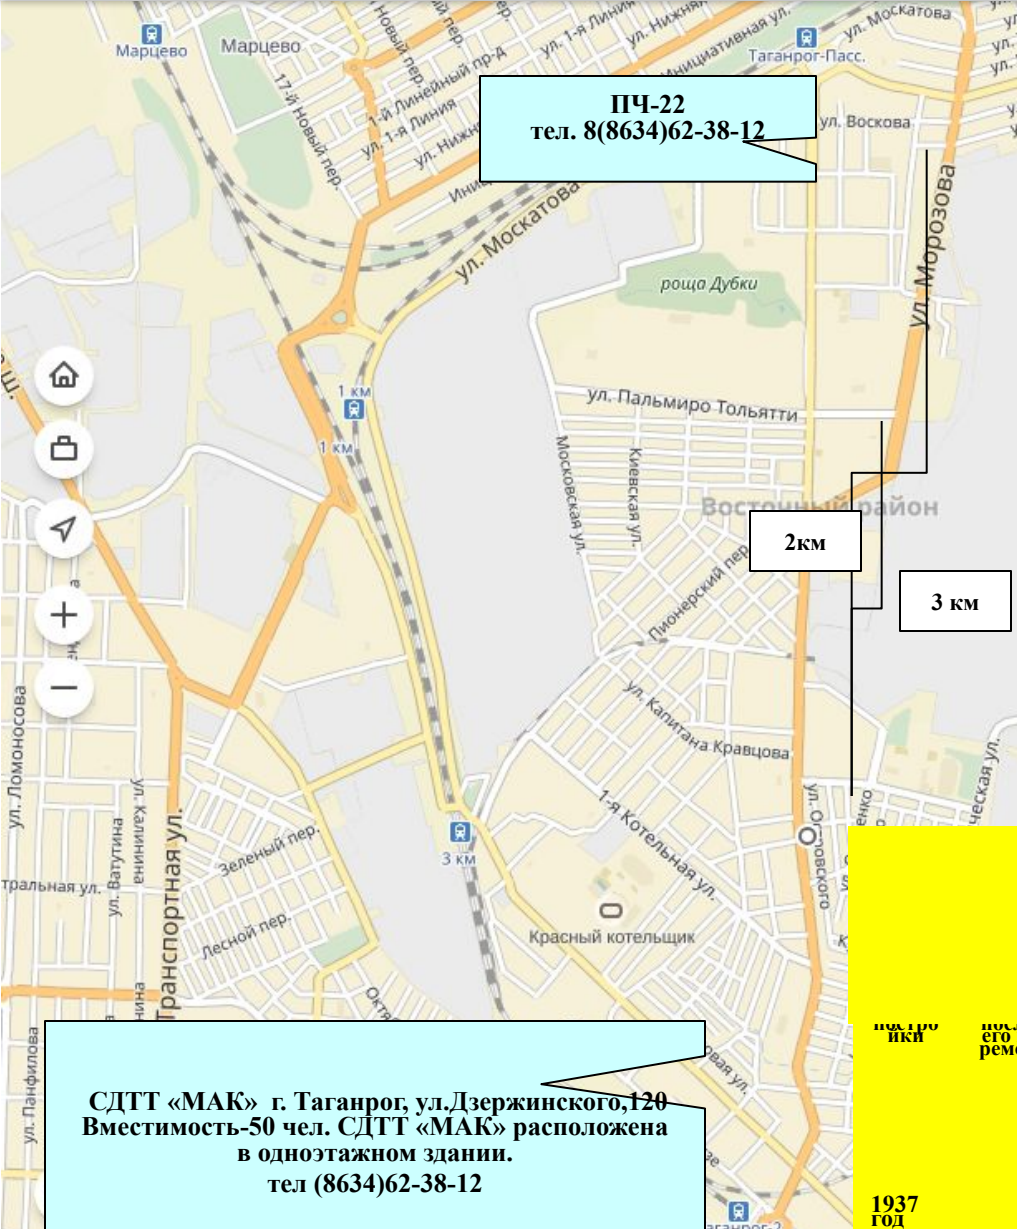 Марцево
Марцево
17-й Новый пер.
Новый пер.
1-й Линейный пр-д
ул. 1-я Линия
ул. 1-я Линия
Инициативная ул.
ул. Москатова
Таганрог-Пасс.
ПЧ-22
тел. 8(8634)62-38-12
ул. Воскова
ул. Москатова
ул. Морозова
роща Дубки
1 км
1 км
ул. Пальмиро Тольятти
Московская ул.
Киевская ул.
Восточный район
2км
Пионерский пер.
3 км
ул. Ломоносова
ул. Капитана Кравцова
ул. Калинина
ул. Ватутина
Транспортная ул.
Зеленый пер.
3 км
1-я Котельная ул.
ул. Островского
Лесной пер.
Красный котельщик
ул. Панфилова
СДТТ «МАК» г. Таганрог, ул.Дзержинского,120
Вместимость-50 чел. СДТТ «МАК» расположена
в одноэтажном здании.
тел (8634)62-38-12
йки его
1937
год